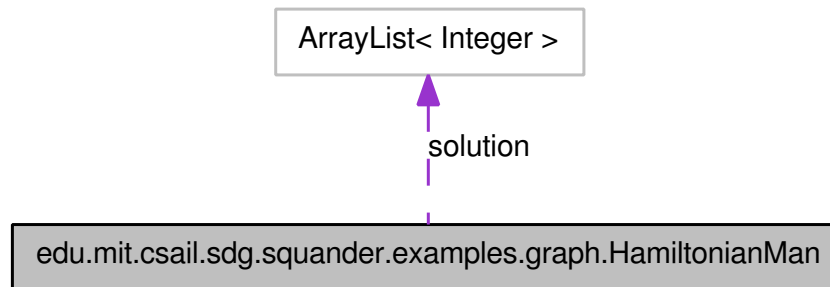 ArrayList< Integer >
solution
edu.mit.csail.sdg.squander.examples.graph.HamiltonianMan